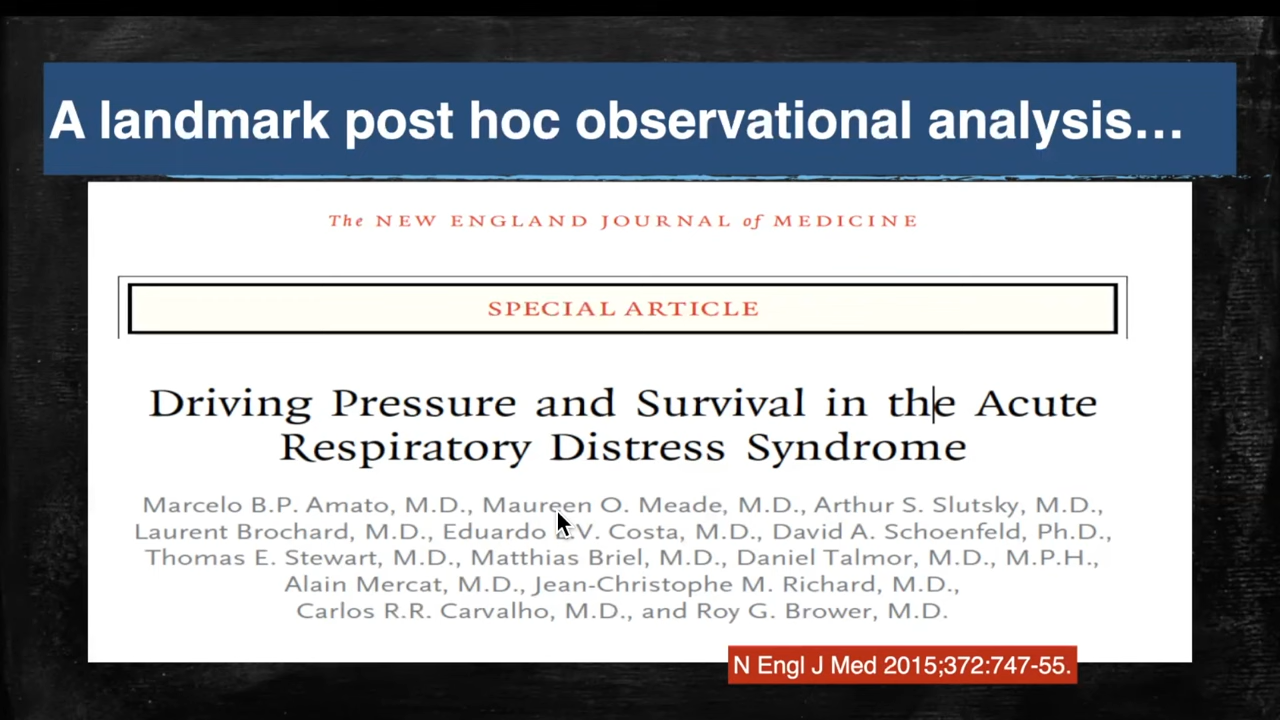 A landmark post hoc observational analysis…
The NEW ENGLAND JOURNAL of MEDICINE
SPECIAL ARTICLE
Driving Pressure and Survival in the Acute
Respiratory Distress Syndrome
Marcelo B.P. Amato, M.D., Maureen O. Meade, M.D., Arthur S. Slutsky, M.D.,
Laurent Brochard, M.D., Eduardo V. Costa, M.D., David A. Schoenfeld, Ph.D.,
Thomas E. Stewart, M.D., Matthias Briel, M.D., Daniel Talmor, M.D., M.P.H.,
Alain Mercat, M.D., Jean-Christophe M. Richard, M.D.,
Carlos R.R. Carvalho, M.D., and Roy G. Brower, M.D.
N Engl J Med 2015;372:747-55.